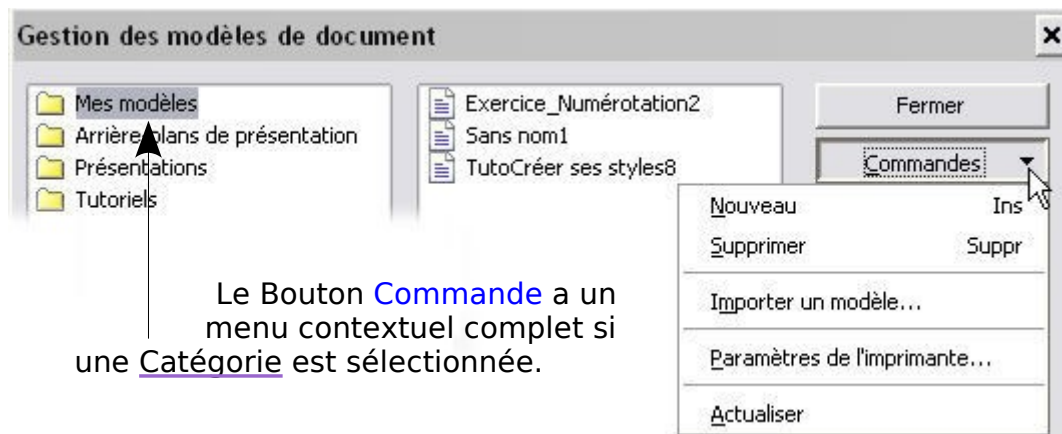 Gestion des modèles de document
Mes modèles
Arrière-plans de présentation
Présentations
Tutoriels
Exercice_Numérotation2
Sans nom1
TutoCréer ses styles8
Fermer
Commandes
Nouveau Ins
Supprimer Suppr
Importer un modèle...
Paramètres de l'imprimante...
Actualiser
Le Bouton Commande a un
menu contextuel complet si
une Catégorie est sélectionnée.